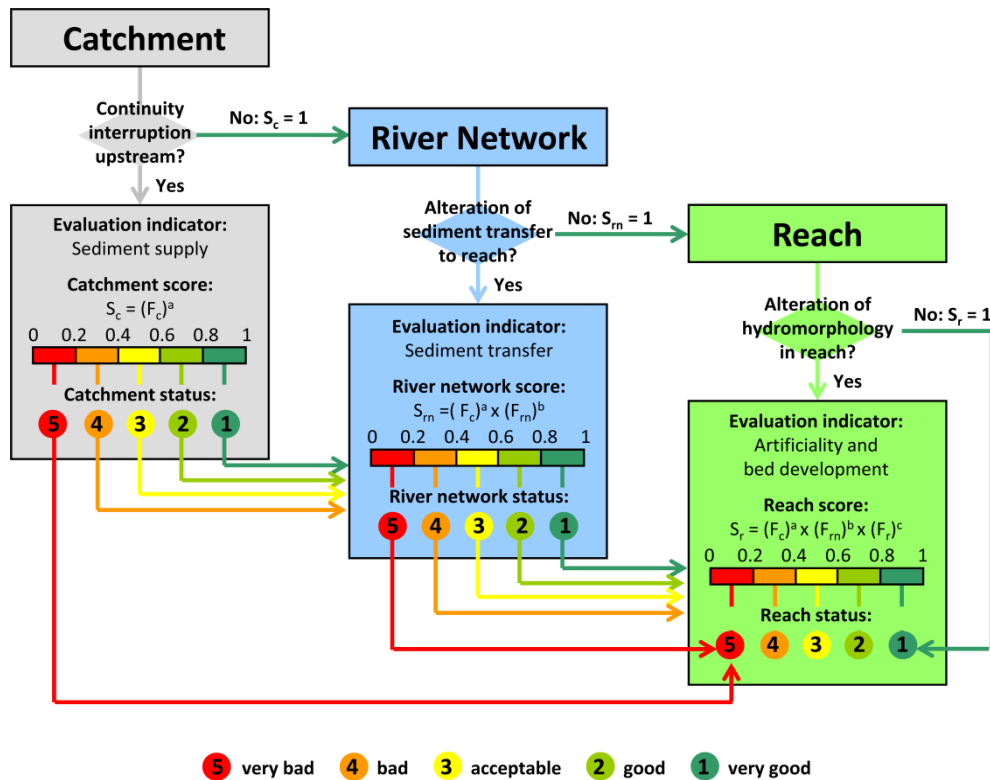 Catchment
Continuity
interruption
upstream?
No: Sc = 1
Yes
Evaluation indicator:
Sediment supply
Catchment score:
Sc = (Fc)a
0 0.2 0.4 0.6 0.8 1
Catchment status:
5 4 3 2 1
River Network
Alteration of
sediment transfer
to reach?
No: Srn = 1
Yes
Evaluation indicator:
Sediment transfer
River network score:
Srn =( Fc)a x (Frn)b
0 0.2 0.4 0.6 0.8 1
River network status:
5 4 3 2 1
Reach
Alteration of
hydromorphology
in reach?
No: Sr = 1
Yes
Evaluation indicator:
Artificiality and
bed development
Reach score:
Sr = (Fc)a x (Frn)b x (Fr)c
0 0.2 0.4 0.6 0.8 1
Reach status:
5 4 3 2 1
5 very bad 4 bad 3 acceptable 2 good 1 very good